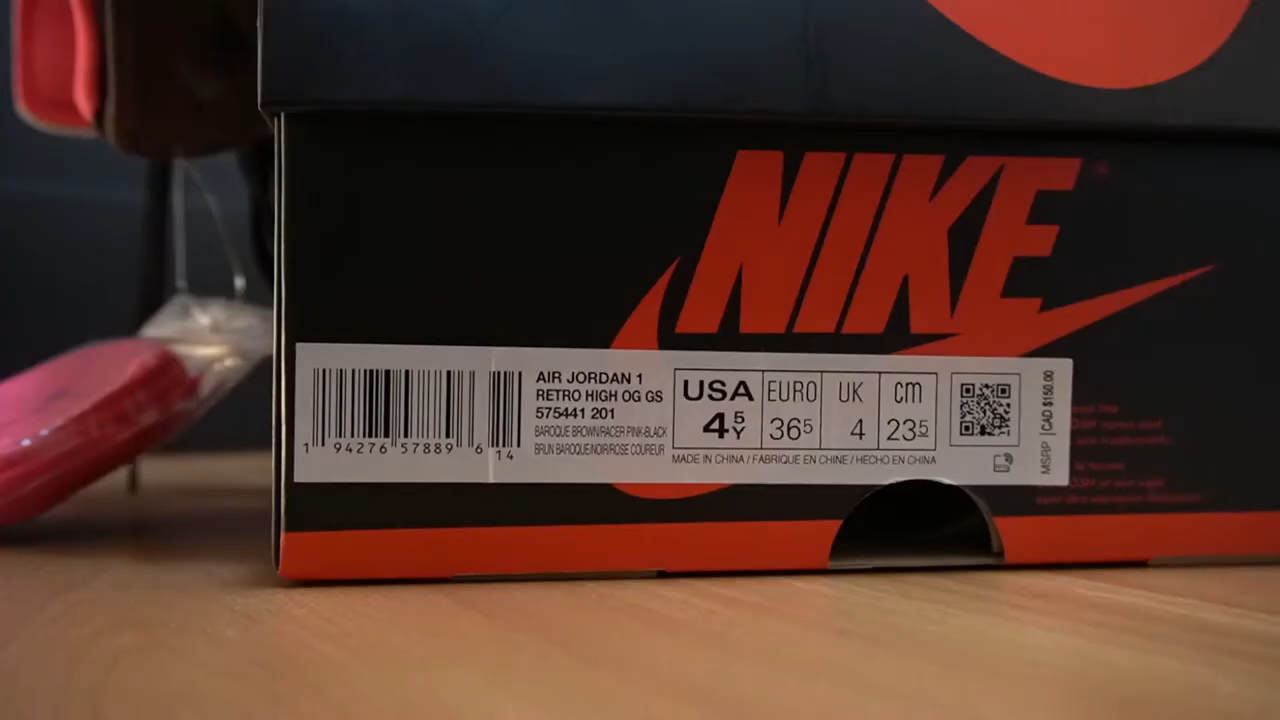 NIKE
AIR JORDAN 1
RETRO HIGH OG GS
575441 201
BAROQUE BROWN/RACER PINK-BLACK
BRUN BAROQUE/NOIR/ROSE COUREUR
1 94276 57889 6 14
USA EURO UK cm
4 5Y 36 5 4 23 5
MADE IN CHINA / FABRIQUE EN CHINE / HECHO EN CHINA
MSRP | CAD $150.00